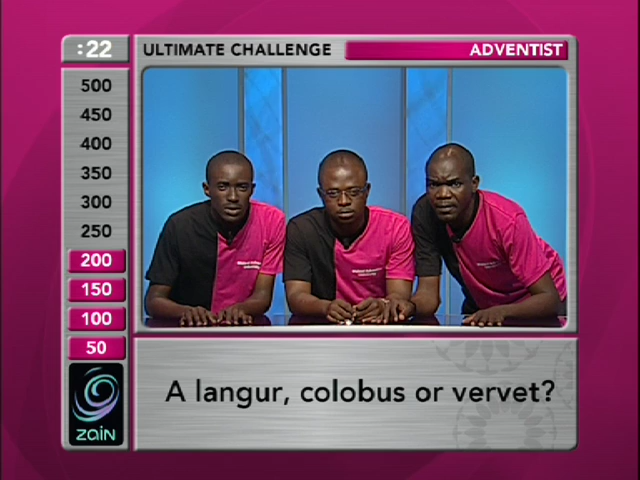 :22
ULTIMATE CHALLENGE
ADVENTIST
500
450
400
350
300
250
200
150
100
50
zain
A langur, colobus or vervet?